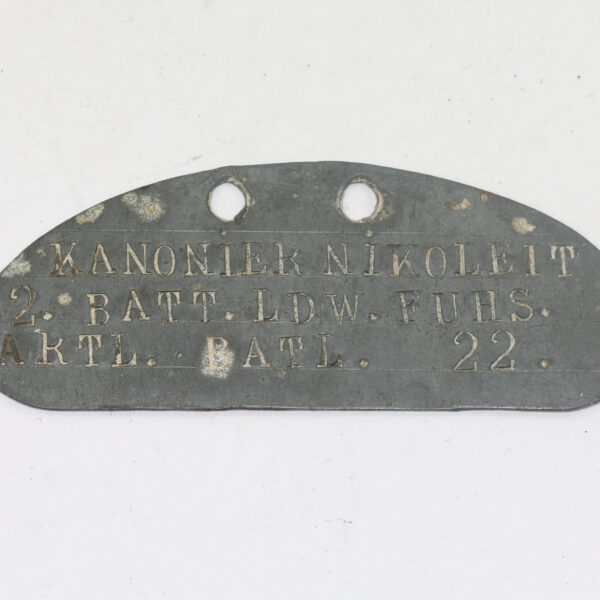 KANONIER NIKOLEIT
2. BATT. LDW. FUHS.
ARTL. BATL. 22.